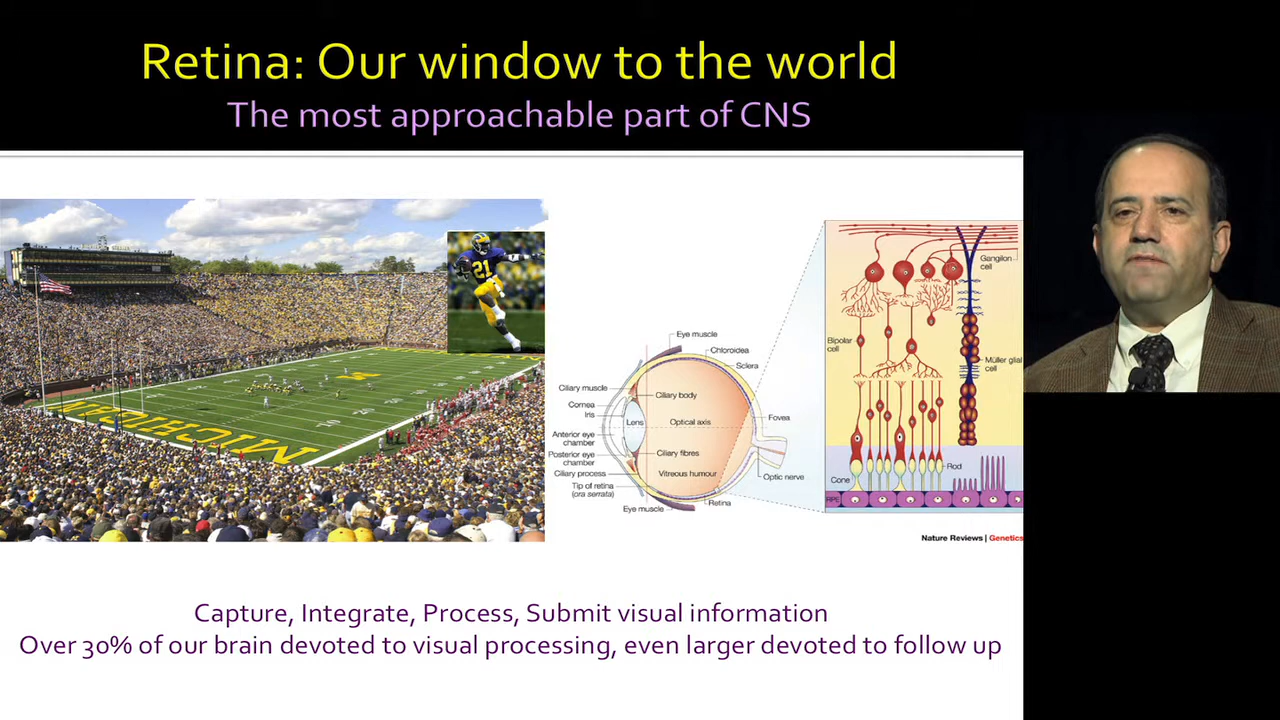 Retina: Our window to the world
The most approachable part of CNS
21
MICHIGAN
Eye muscle
Chloroidea
Sclera
Ciliary muscle
Ciliary body
Cornea
Iris
Lens
Optical axis
Fovea
Anterior eye
chamber
Posterior eye
chamber
Ciliary fibres
Ciliary process
Vitreous humour
Optic nerve
Tip of retina
(ora serrata)
Retina
Eye muscle
Ganglion
cell
Bipolar
cell
Müller glial
cell
Rod
Cone
RPE
Nature Reviews | Genetics
Capture, Integrate, Process, Submit visual information
Over 30% of our brain devoted to visual processing, even larger devoted to follow up